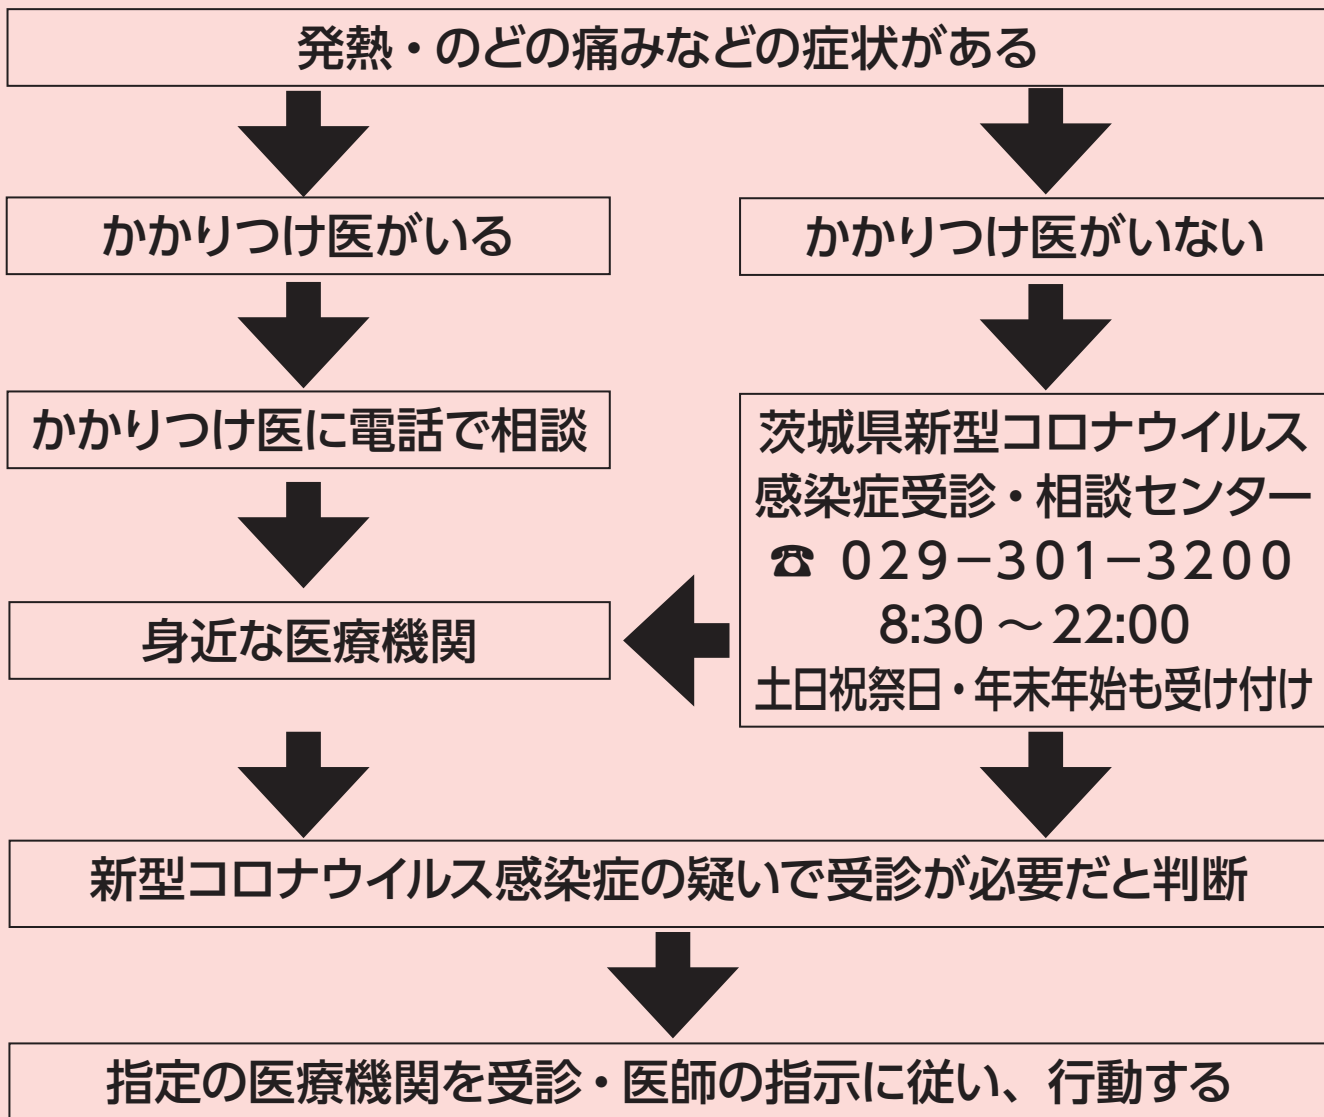 発熱・のどの痛みなどの症状がある
かかりつけ医がいる
かかりつけ医がいない
かかりつけ医に電話で相談
茨城県新型コロナウイルス
感染症受診・相談センター
☎ 029−301−3200
8:30 〜 22:00
土日祝祭日・年末年始も受け付け
身近な医療機関
新型コロナウイルス感染症の疑いで受診が必要だと判断
指定の医療機関を受診・医師の指示に従い、行動する